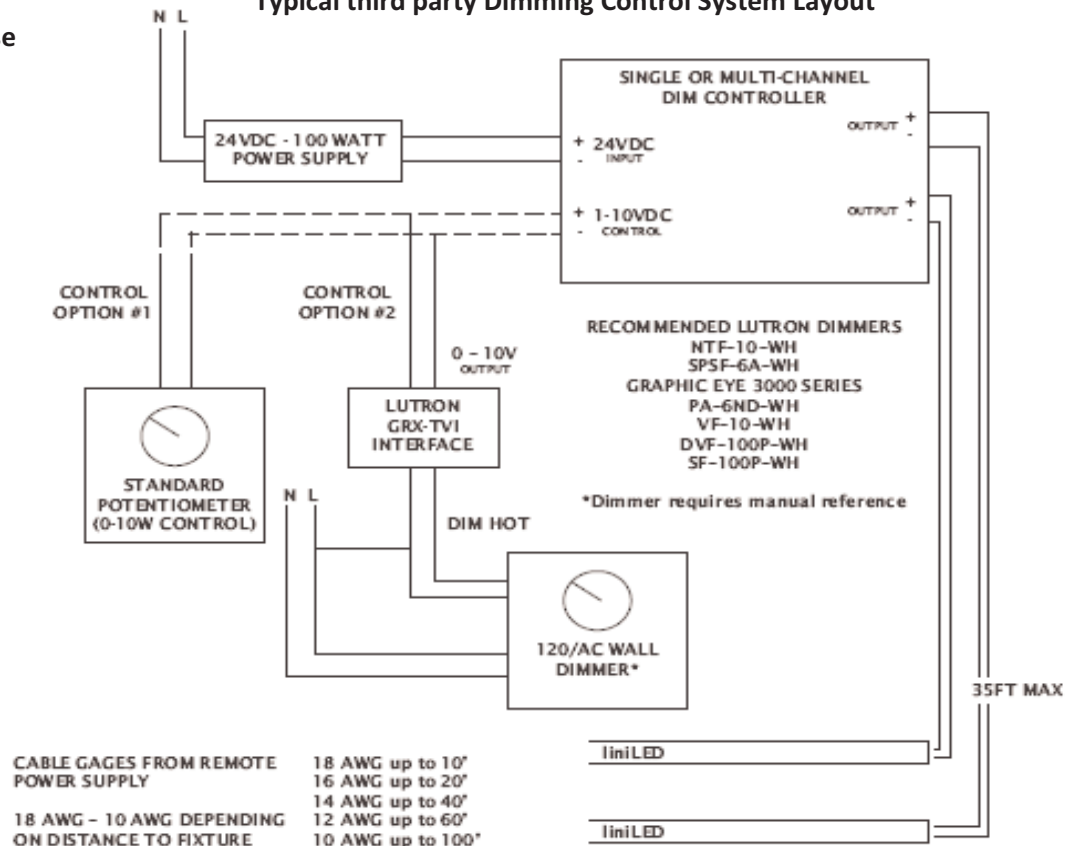 Typical third party Dimming Control System Layout
se
N L
24VDC - 100 WATT
POWER SUPPLY
SINGLE OR MULTI-CHANNEL
DIM CONTROLLER
+ 24VDC
- INPUT
OUTPUT +
-
+ 1-10VDC
- CONTROL
OUTPUT +
-
CONTROL
OPTION #1
CONTROL
OPTION #2
0 - 10V
OUTPUT
STANDARD
POTENTIOMETER
(0-10W CONTROL)
LUTRON
GRX-TVI
INTERFACE
RECOMMENDED LUTRON DIMMERS
NTF-10-WH
SPSF-6A-WH
GRAPHIC EYE 3000 SERIES
PA-6ND-WH
VF-10-WH
DVF-100P-WH
SF-100P-WH
*Dimmer requires manual reference
N L
DIM HOT
120/AC WALL
DIMMER*
35FT MAX
liniLED
liniLED
CABLE GAGES FROM REMOTE
POWER SUPPLY
18 AWG - 10 AWG DEPENDING
ON DISTANCE TO FIXTURE
18 AWG up to 10"
16 AWG up to 20"
14 AWG up to 40"
12 AWG up to 60"
10 AWG up to 100"